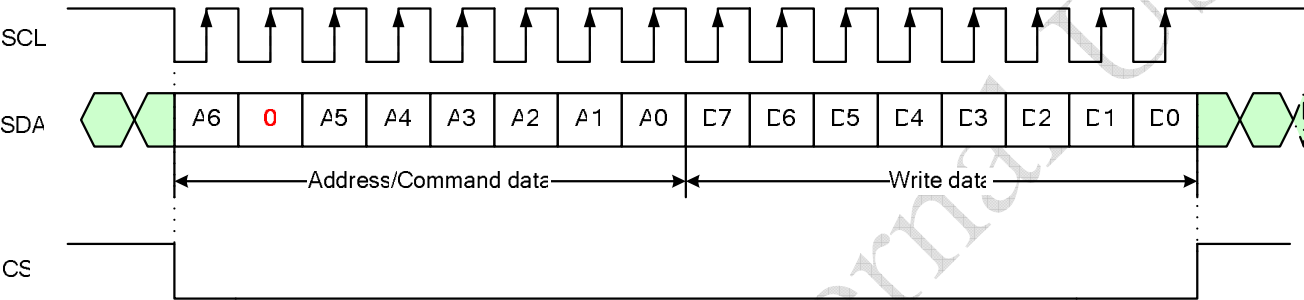 SCL
SDA A6 0 A5 A4 A3 A2 A1 A0 D7 D6 D5 D4 D3 D2 D1 D0
Address/Command data Write data
CS